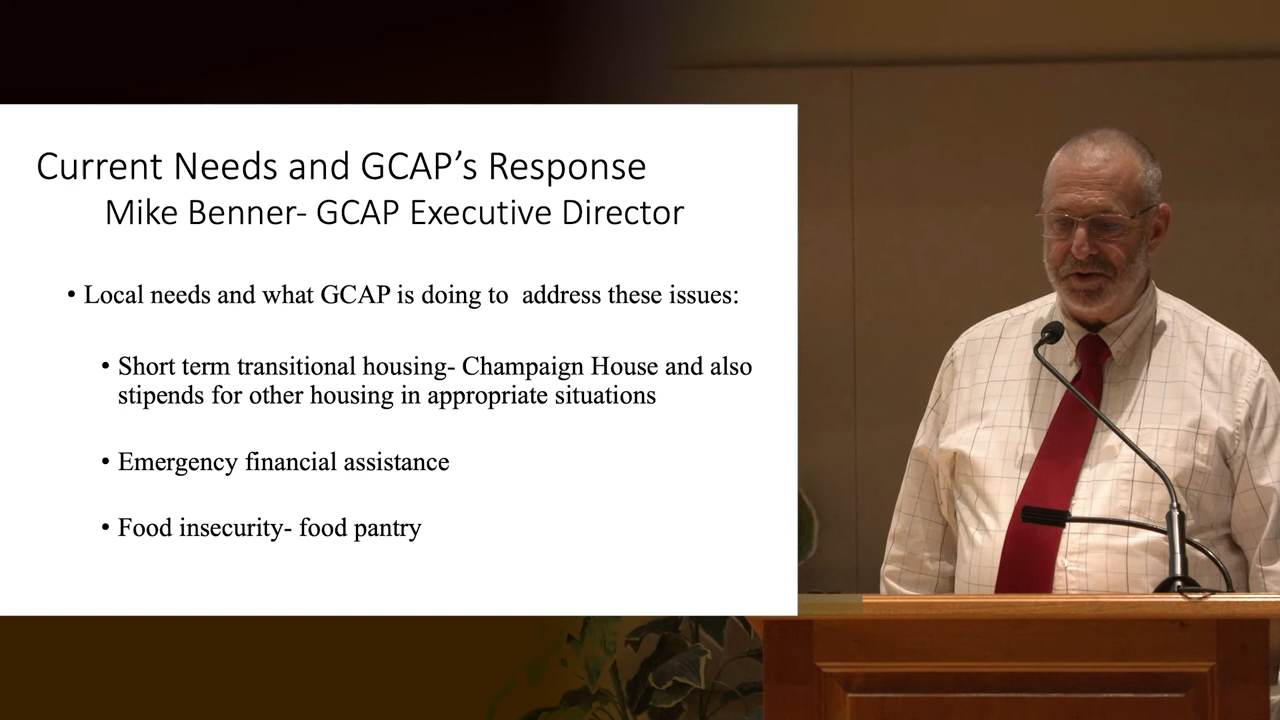 Current Needs and GCAP’s Response
Mike Benner- GCAP Executive Director
• Local needs and what GCAP is doing to  address these issues:
• Short term transitional housing- Champaign House and also
stipends for other housing in appropriate situations
• Emergency financial assistance
• Food insecurity- food pantry